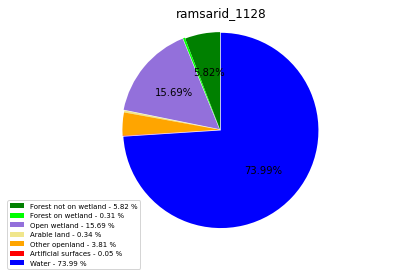 ramsarid_1128
5.82%
15.69%
73.99%
Forest not on wetland - 5.82 %
Forest on wetland - 0.31 %
Open wetland - 15.69 %
Arable land - 0.34 %
Other openland - 3.81 %
Artificial surfaces - 0.05 %
Water - 73.99 %